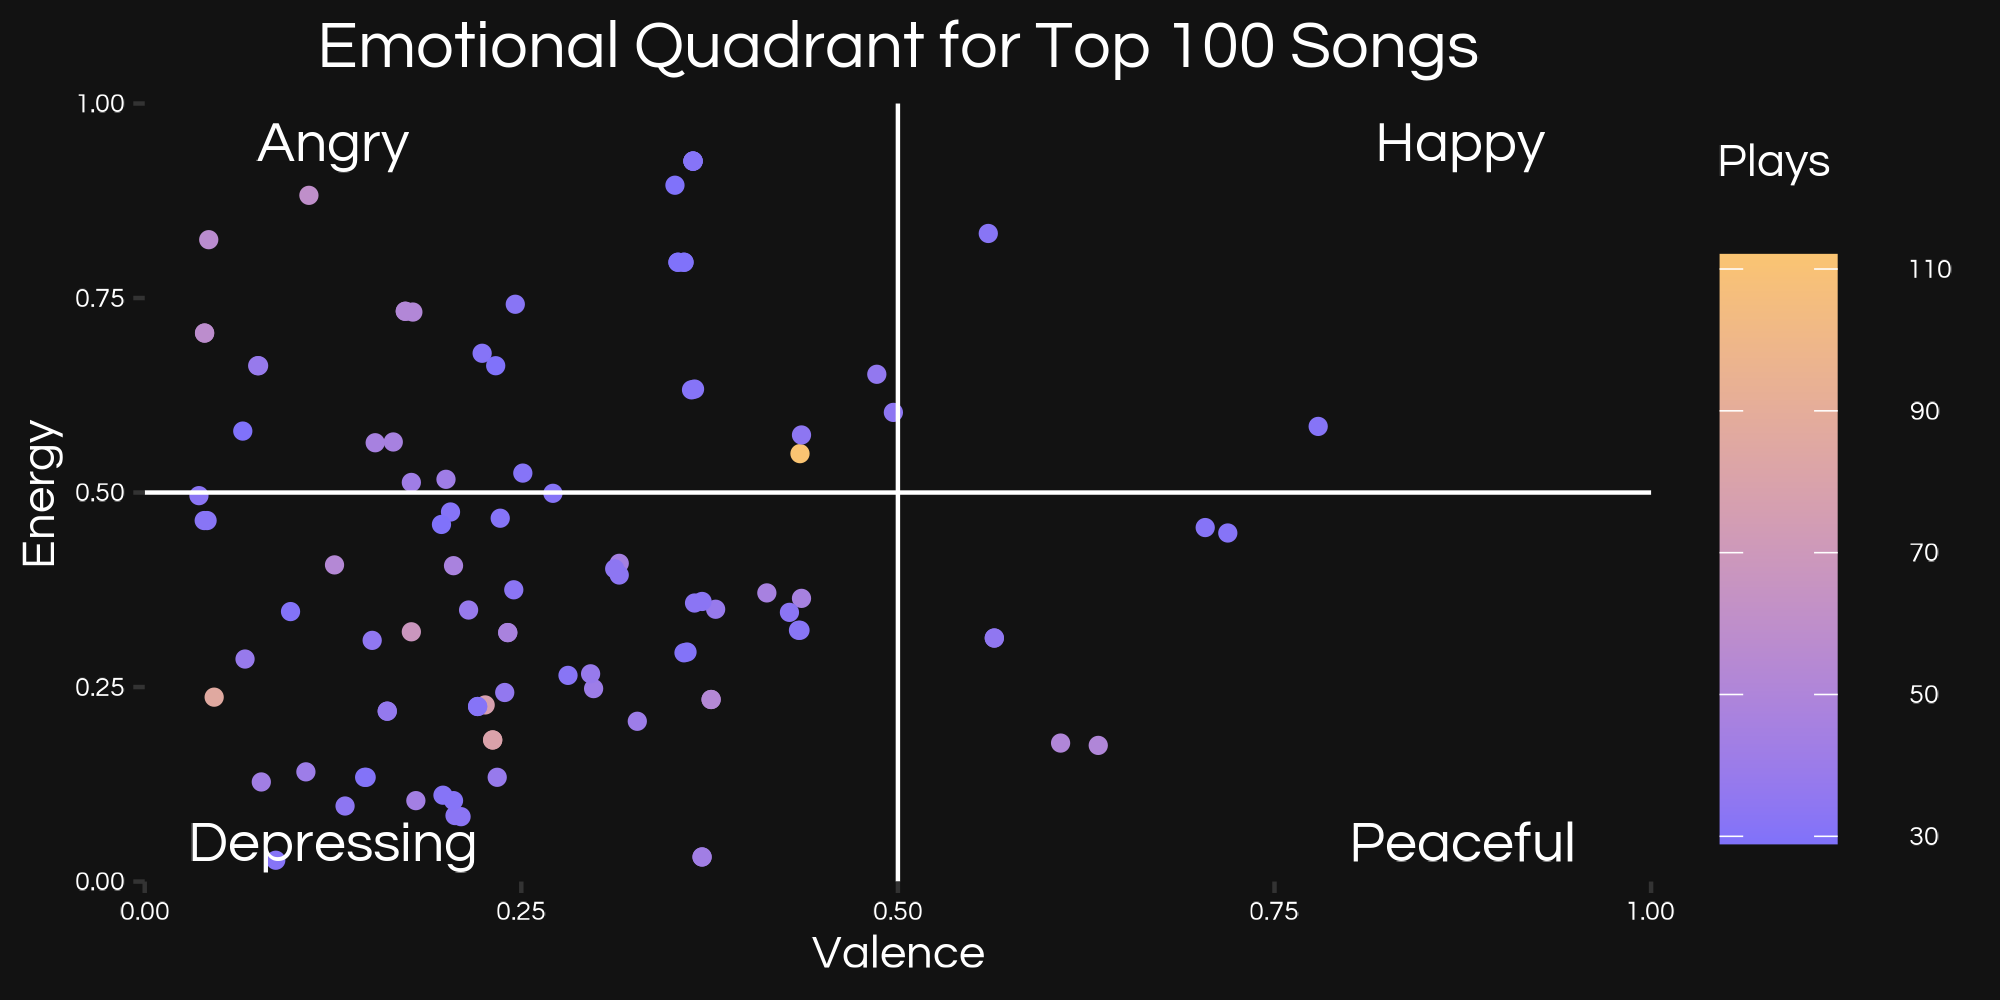 Emotional Quadrant for Top 100 Songs
1.00
Angry
Happy
Plays
110
0.75
90
Energy
0.50
70
50
0.25
Depressing
Peaceful
30
0.00
0.00 0.25 0.50 0.75 1.00
Valence